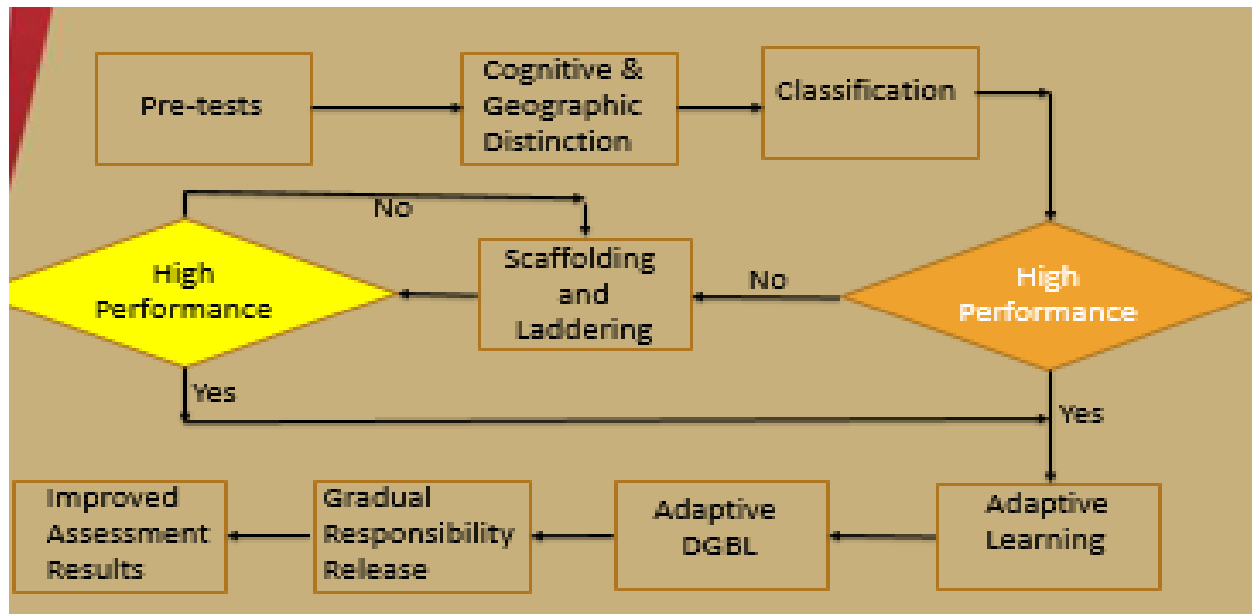 Pre-tests
Cognitive &
Geographic
Distinction
Classification
No
High
Performance
Scaffolding
and
Laddering
No
High
Performance
Yes
Yes
Improved
Assessment
Results
Gradual
Responsibility
Release
Adaptive
DGBL
Adaptive
Learning